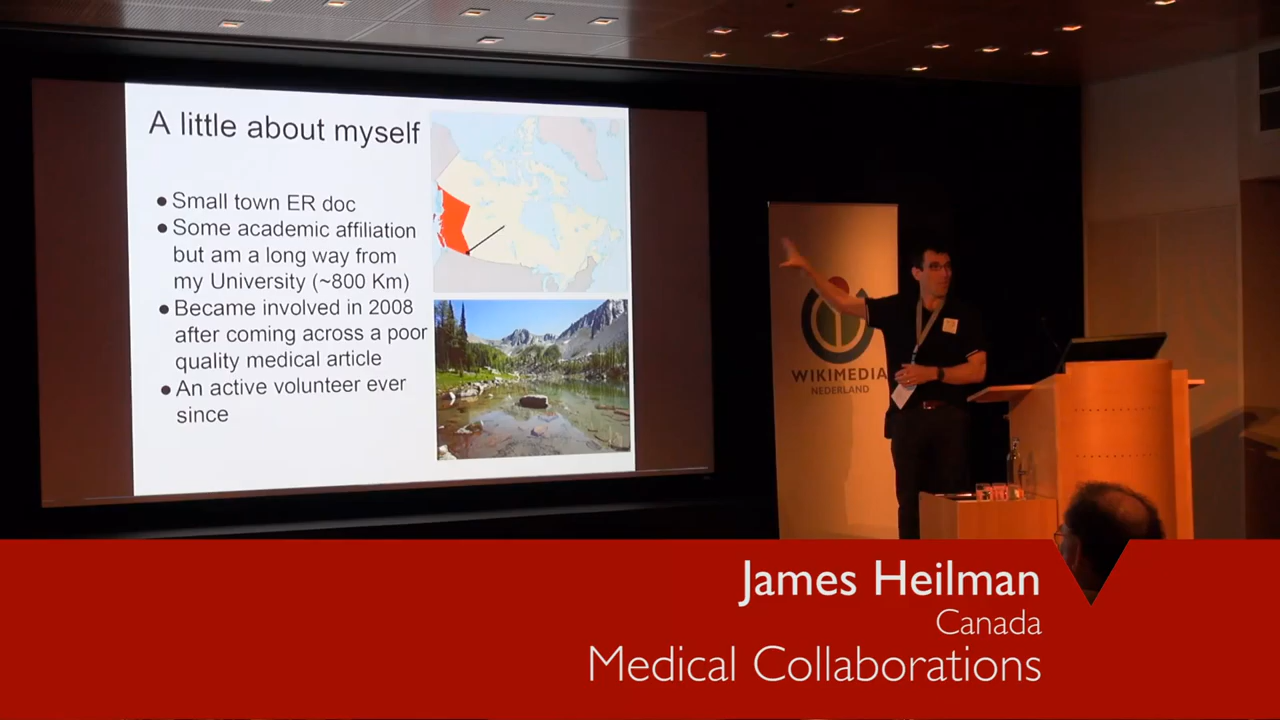 A little about myself
● Small town ER doc
● Some academic affiliation
but am a long way from
my University (~800 Km)
● Became involved in 2008
after coming across a poor
quality medical article
● An active volunteer ever
since
WIKIMEDIA
NEDERLAND
James Heilman
Canada
Medical Collaborations